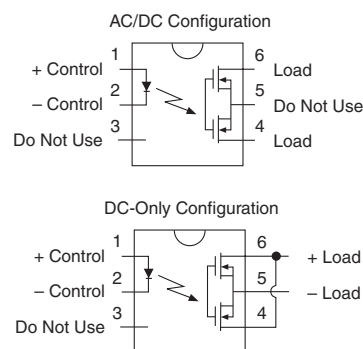 AC/DC Configuration
1
6
+ Control
Load
2
5
– Control
Do Not Use
3
4
Do Not Use
Load
DC-Only Configuration
1
6
+ Control
+ Load
2
5
– Control
– Load
3
4
Do Not Use